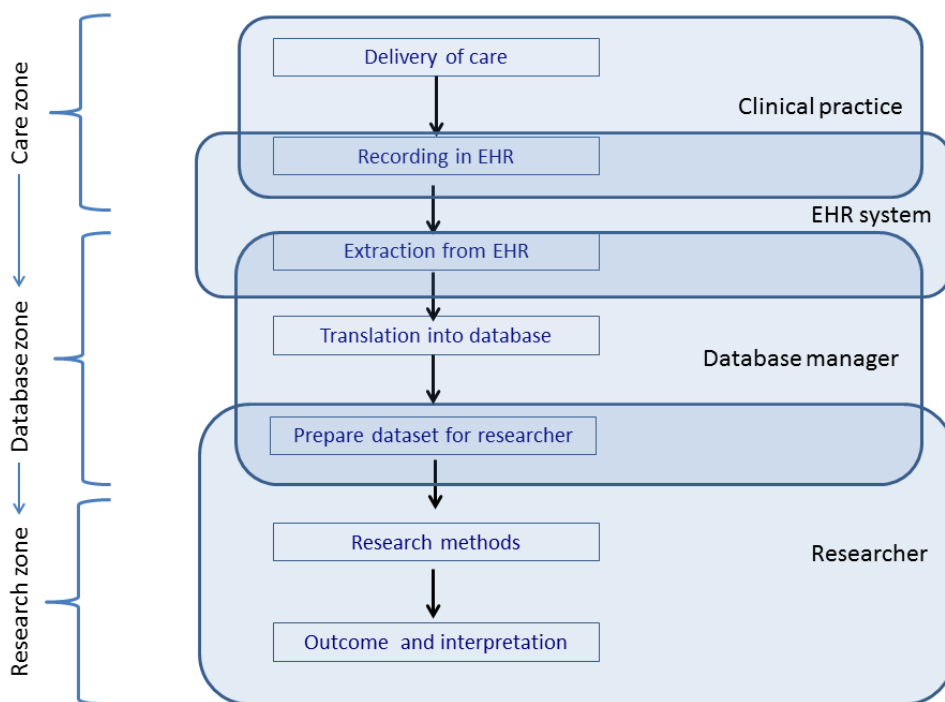 Care zone
Database zone
Research zone
Delivery of care
Clinical practice
Recording in EHR
EHR system
Extraction from EHR
Translation into database
Database manager
Prepare dataset for researcher
Research methods
Researcher
Outcome and interpretation